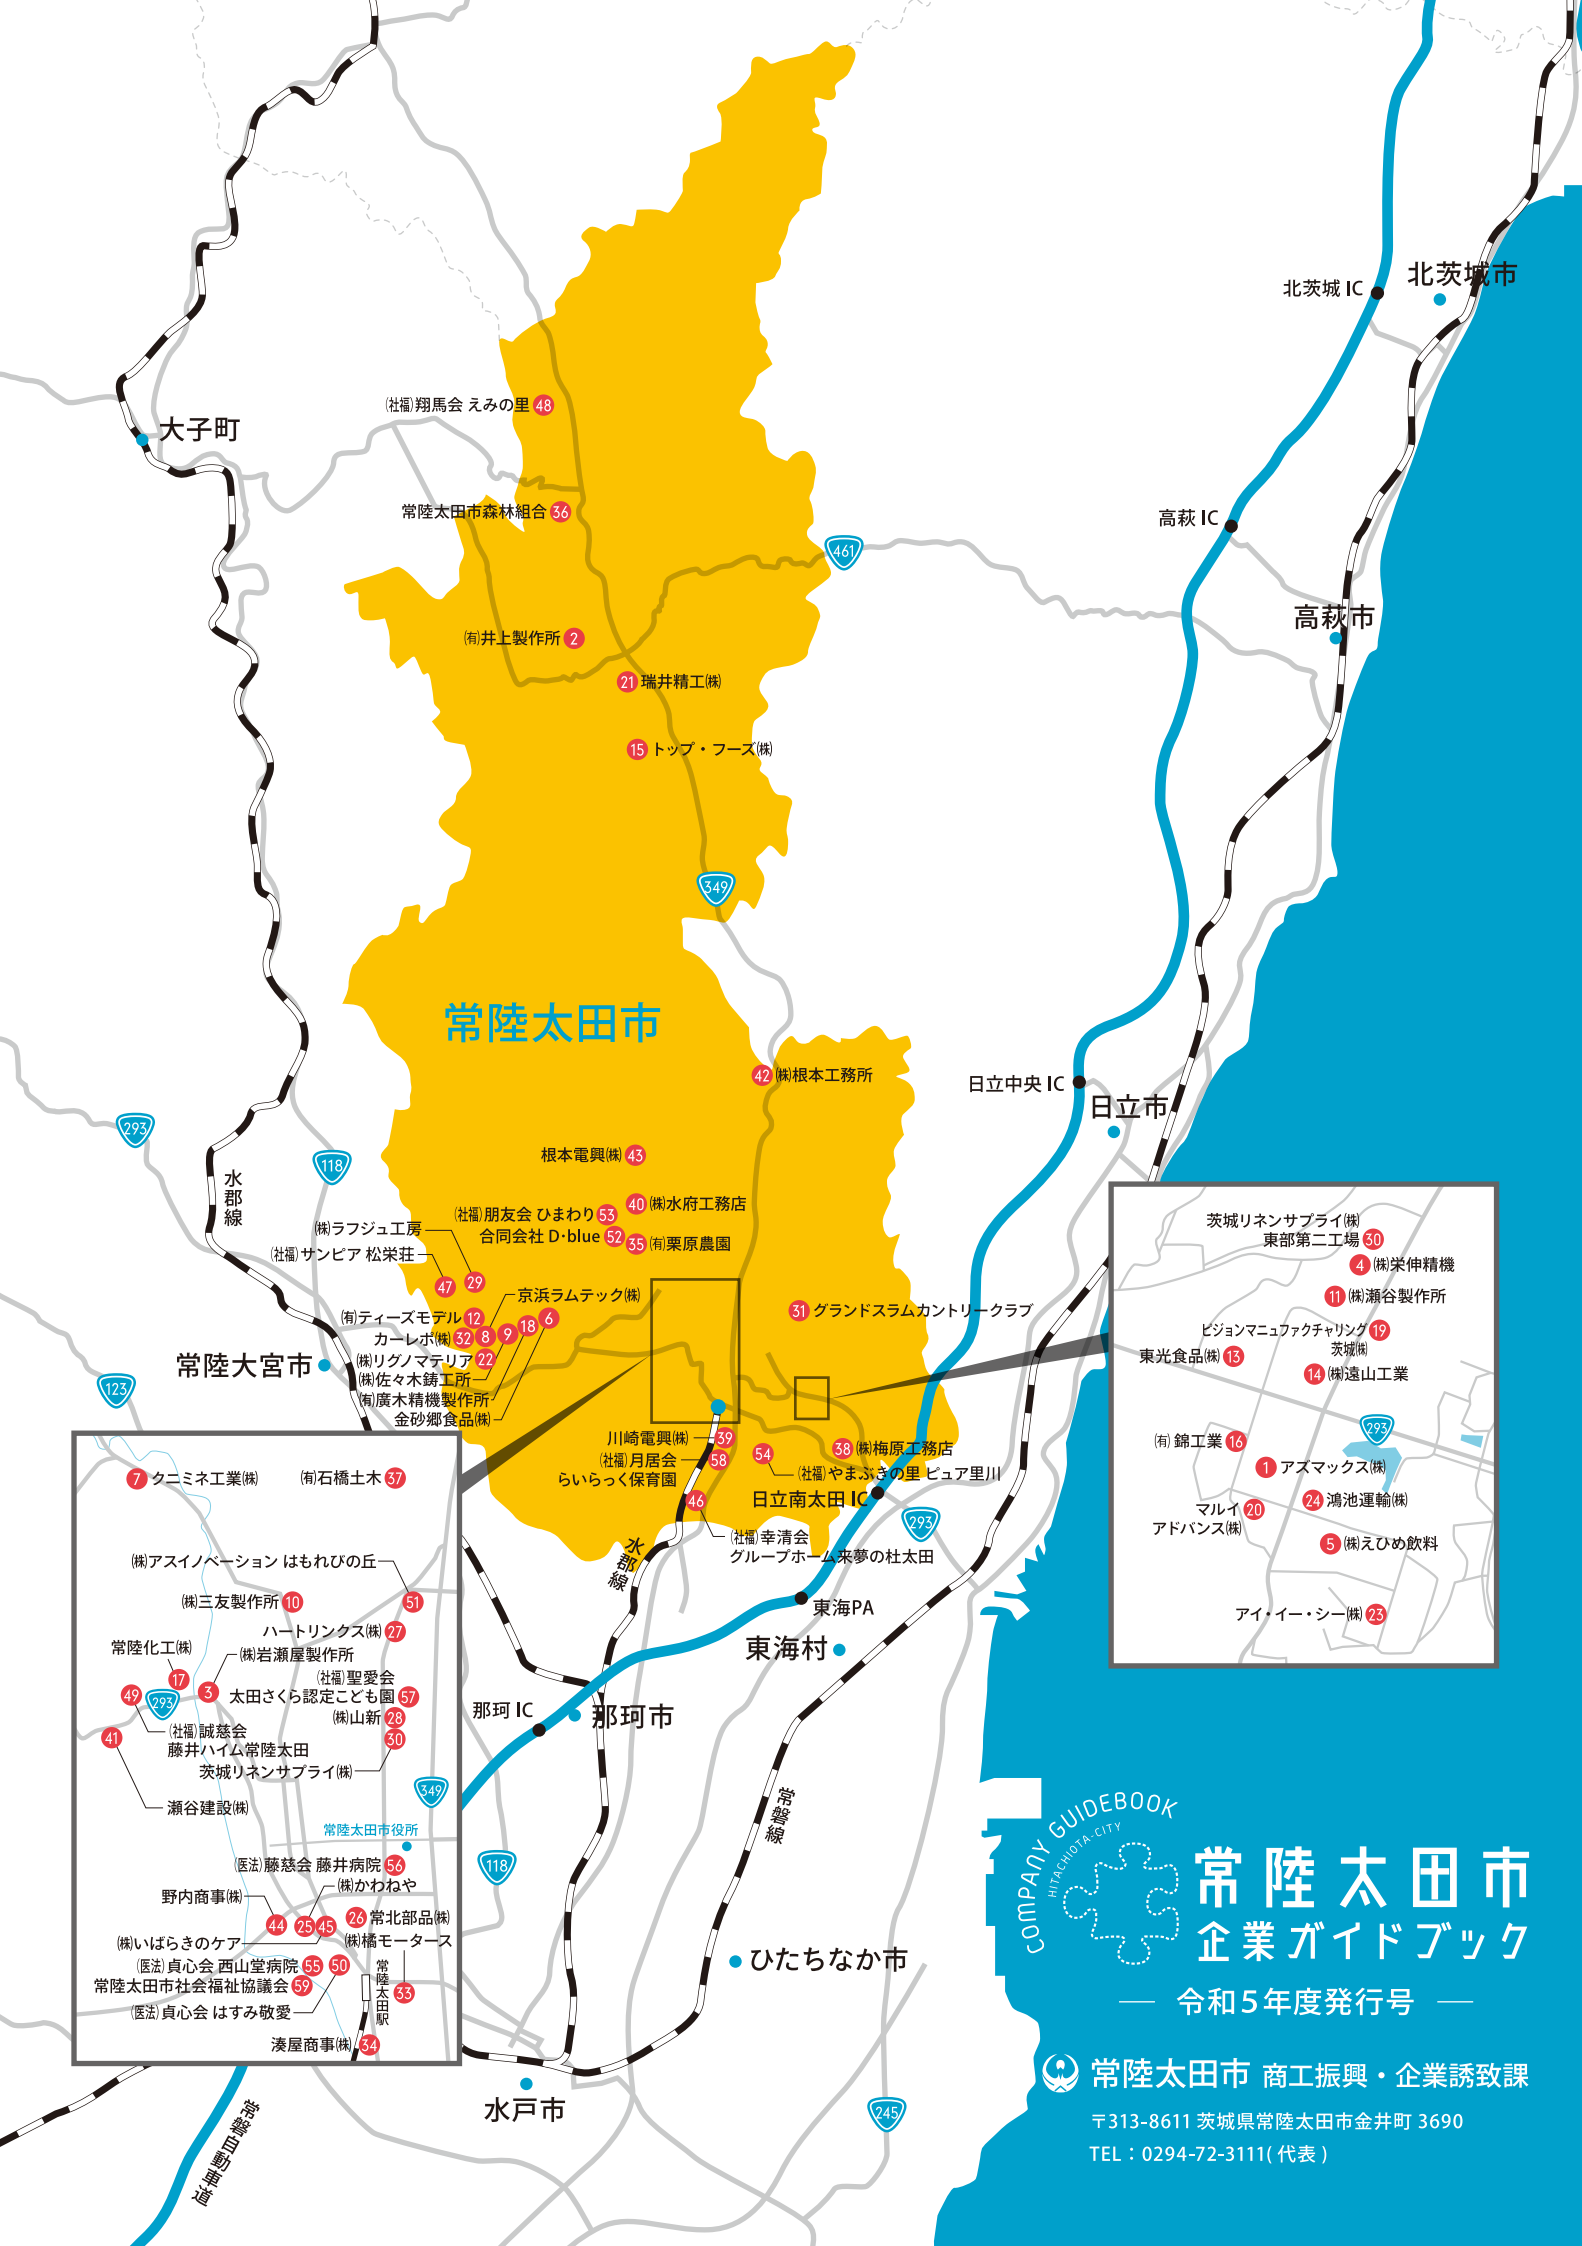 北茨城市
北茨城 IC
㈳翔馬会 えみの里 48
大子町
常陸太田市森林組合 36
高萩 IC
461
高萩市
㈲井上製作所 2
21 瑞井精工㈱
15 トップ・フーズ㈱
349
常陸太田市
42 ㈱根本工務所
日立中央 IC
日立市
293
118
水郡線
根本電興㈱ 43
40 ㈱水府工務店
(社福)朋友会 ひまわり 53
合同会社 D・blue 52
35 ㈲栗原農園
㈱ラフジュ工房
(社福)サンピア 松栄荘
47
29
京浜ラムテック㈱
㈲ティーズモデル 12
カーレポ㈱ 32 8 9 18 6
㈱リグノマテリア 22
㈱佐々木鋳工所
㈲廣木精機製作所
金砂郷食品㈱
31 グランドスラムカントリークラブ
常陸大宮市
123
川崎電興㈱ 39
(社福)月居会 58
らいらっく保育園
54
38 ㈱梅原工務店
(社福)やまぶきの里 ピュア里川
46
日立南太田 IC
293
(社福)幸清会
グループホーム来夢の杜太田
水郡線
東海PA
東海村
那珂 IC
那珂市
常磐線
118
ひたちなか市
水戸市
245
常磐自動車道
茨城リネンサプライ㈱
東部第二工場 30
4 ㈱栄伸精機
11 ㈱瀬谷製作所
ビジョンマニュファクチャリング 19
茨城㈱
東光食品㈱ 13
14 ㈱遠山工業
293
㈲ 錦工業 16
1 アズマックス㈱
24 鴻池運輸㈱
マルイ 20
アドバンス㈱
5 ㈱えひめ飲料
アイ・イー・シー㈱ 23
7 クニミネ工業㈱
㈲石橋土木 37
㈱アスイノベーション はもれびの丘
51
㈱三友製作所 10
ハートリンクス㈱ 27
常陸化工㈱
17
㈱岩瀬屋製作所
3
(社福)聖愛会
太田さくら認定こども園 57
49
293
㈱山新 28
30
(社福)誠慈会
藤井ハイム常陸太田
41
茨城リネンサプライ㈱
瀬谷建設㈱
349
常陸太田市役所
(医法)藤慈会 藤井病院 56
㈱かわねや
野内商事㈱
44 25 45
26 常北部品㈱
㈱いばらきのケア
㈱橘モータース
(医法)貞心会 西山堂病院 55 50
常陸太田市社会福祉協議会 59
(医法)貞心会 はすみ敬愛
常陸太田駅
33
湊屋商事㈱ 34
COMPANY GUIDEBOOK
HITACHIOTA-CITY
常陸太田市
企業ガイドブック
令和5年度発行号
常陸太田市 商工振興・企業誘致課
〒313-8611 茨城県常陸太田市金井町 3690
TEL：0294-72-3111( 代表 )